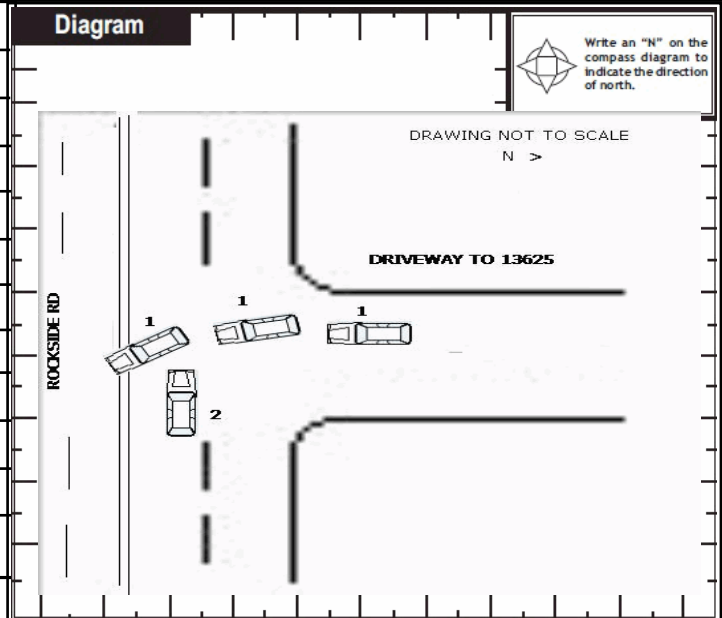 Diagram
Write an “N” on the
compass diagram to
indicate the direction
of north.
DRAWING NOT TO SCALE
N >
DRIVEWAY TO 13625
ROCKSIDE RD
1
1
1
2